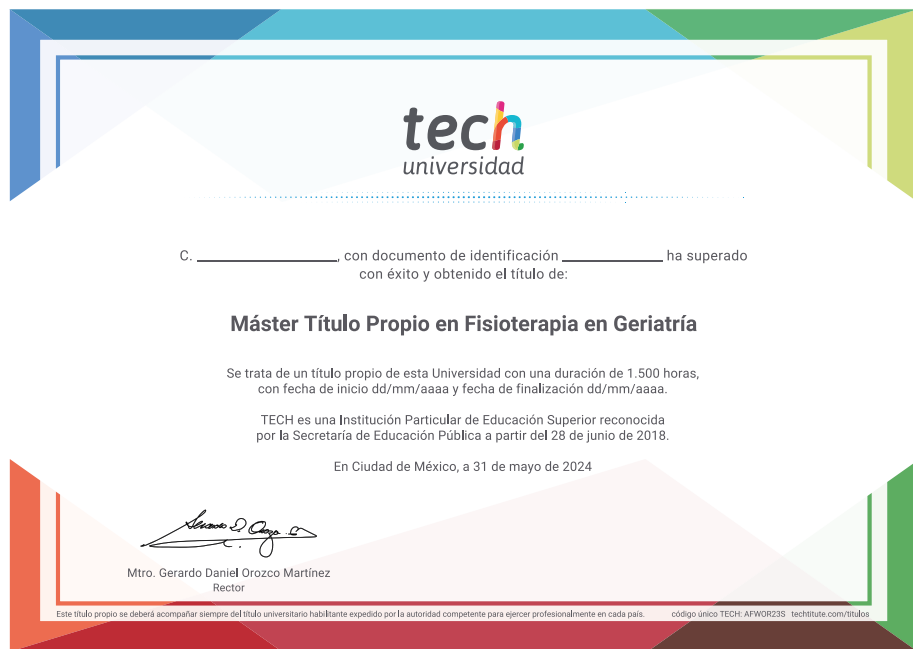 tech
universidad
C. ________________, con documento de identificación ___________ ha superado
con éxito y obtenido el título de:
Máster Título Propio en Fisioterapia en Geriatría
Se trata de un título propio de esta Universidad con una duración de 1.500 horas,
con fecha de inicio dd/mm/aaaa y fecha de finalización dd/mm/aaaa.
TECH es una Institución Particular de Educación Superior reconocida
por la Secretaría de Educación Pública a partir del 28 de junio de 2018.
En Ciudad de México, a 31 de mayo de 2024
Mtro. Gerardo Daniel Orozco Martínez
Rector
Este título propio se deberá acompañar siempre del título universitario habilitante expedido por la autoridad competente para ejercer profesionalmente en cada país. código único TECH: AFWOR23S techtitute.com/titulos